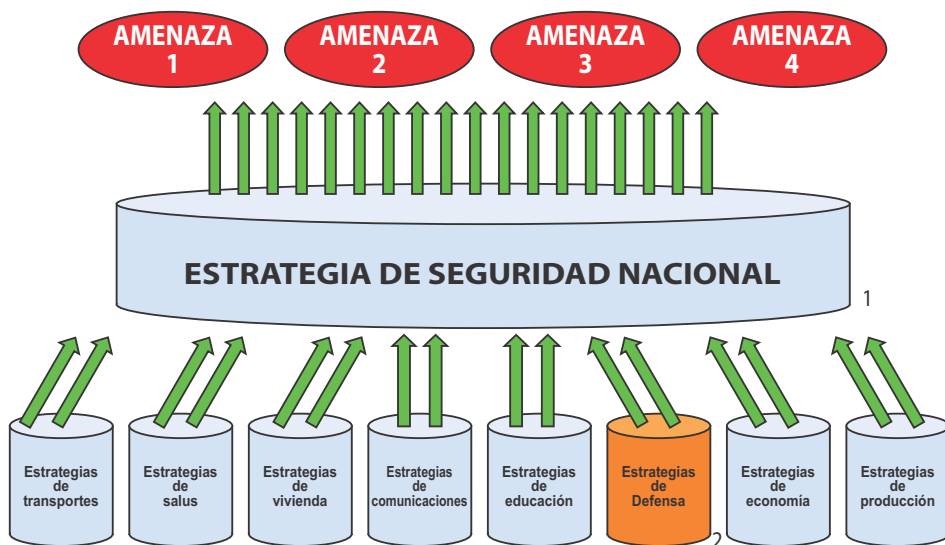 AMENAZA
1
AMENAZA
2
AMENAZA
3
AMENAZA
4
ESTRATEGIA DE SEGURIDAD NACIONAL
1
Estrategias
de
transportes
Estrategias
de
salus
Estrategias
de
vivienda
Estrategias
de
comunicaciones
Estrategias
de
educación
Estrategias
de
Defensa
2
Estrategias
de
economía
Estrategias
de
producción